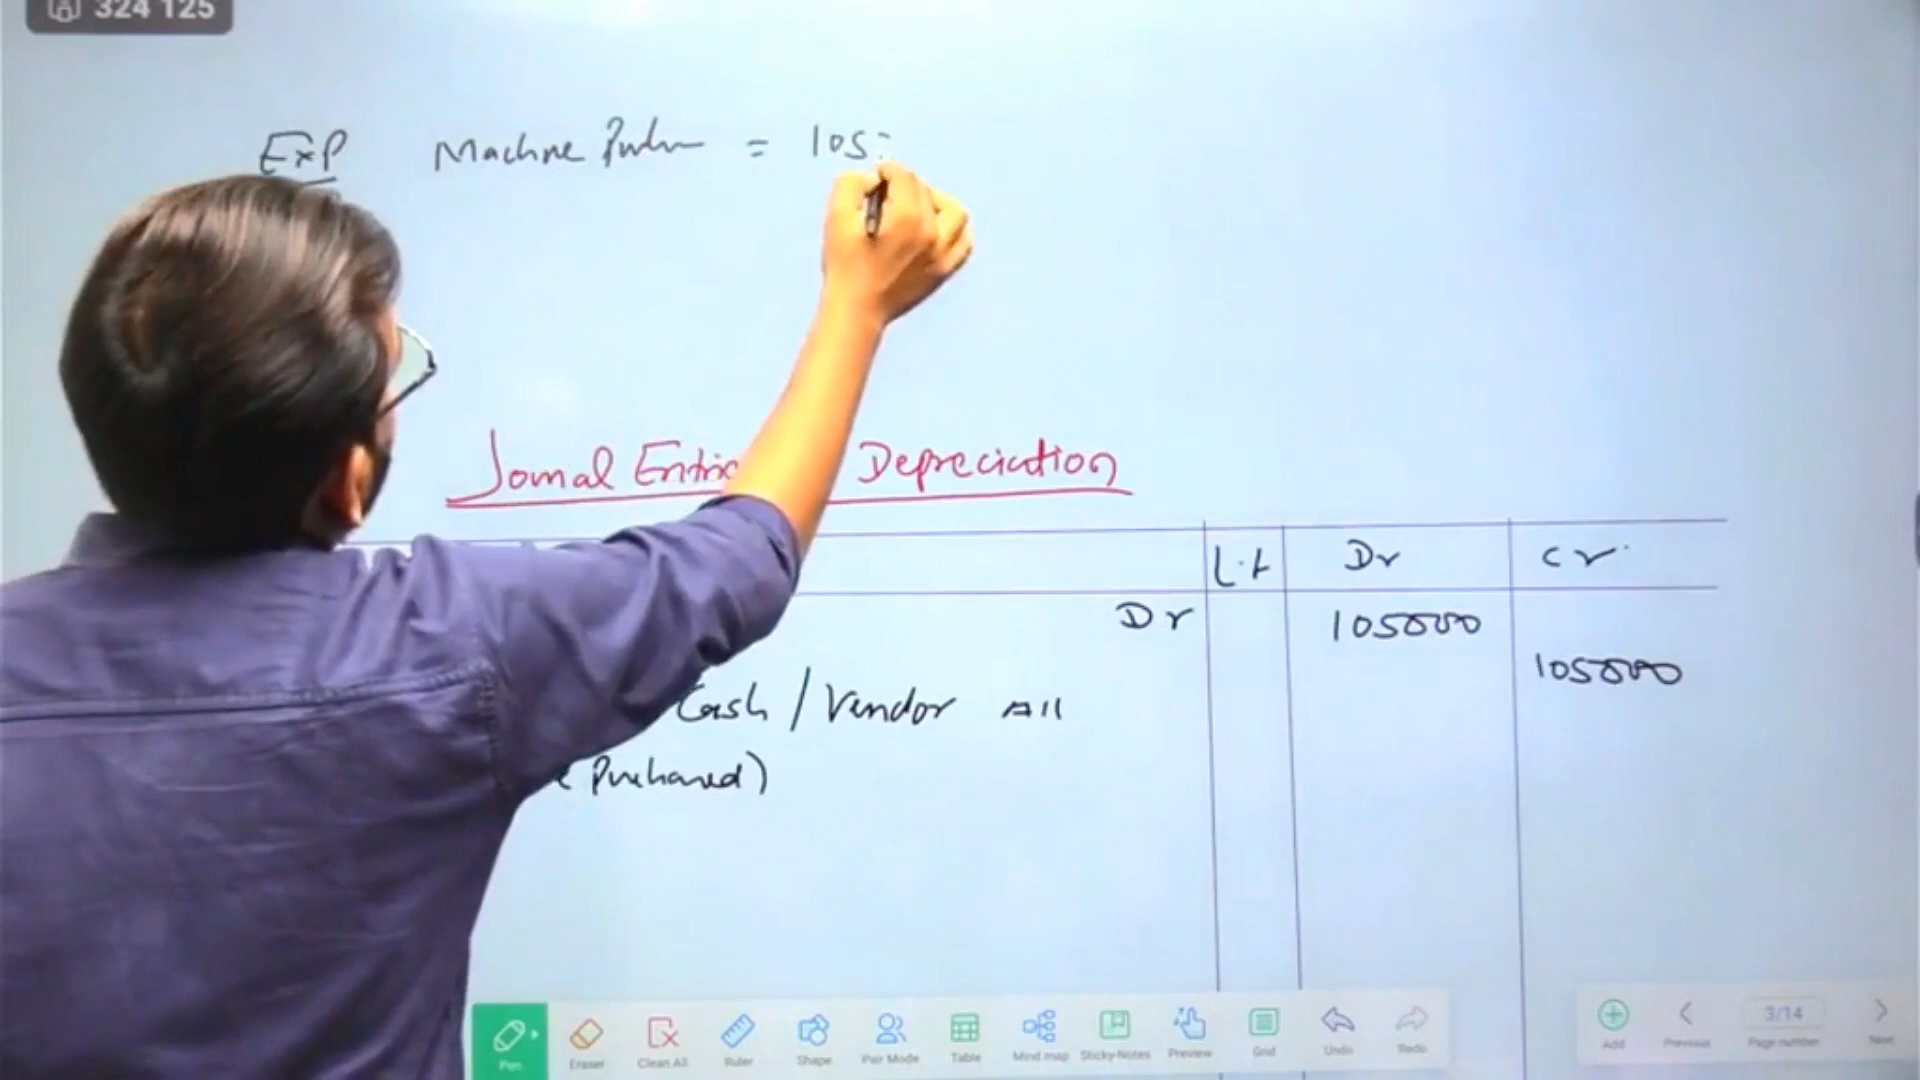 324 125
Exp Machine = 105
Jornal Depreciation
L.f Dr Cr.
Dr 105000
105000
Cash / Vendor A/c
Purchased)
Pen Eraser Clean All Ruler Shape Pair Mode Table Mind map Sticky-Notes Preview Grid Undo Redo
Add Previous 3/14 Page number Next